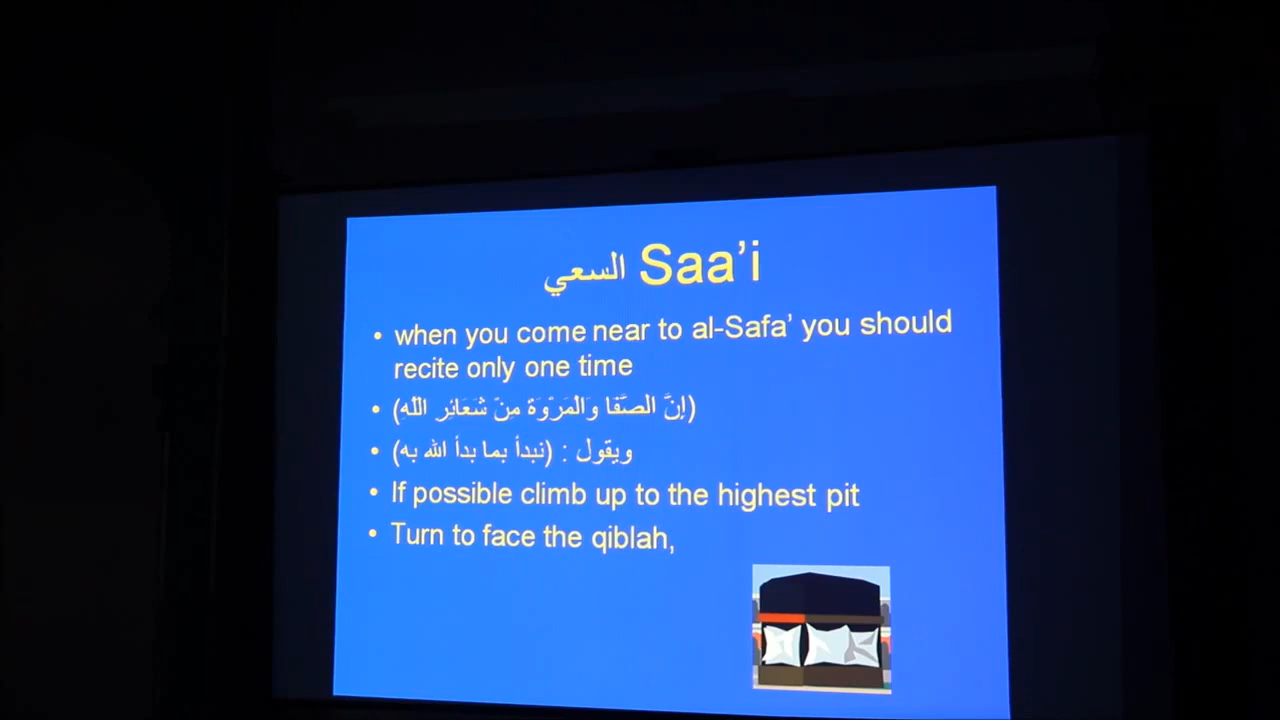 السعي Saa'i
• when you come near to al-Safa' you should
recite only one time
• (إنَّ الصَّفَا وَالْمَرْوَةَ مِنْ شَعَائِرِ اللَّه)
• ويقول : (نبدأ بما بدأ الله به)
• If possible climb up to the highest pit
• Turn to face the qiblah,